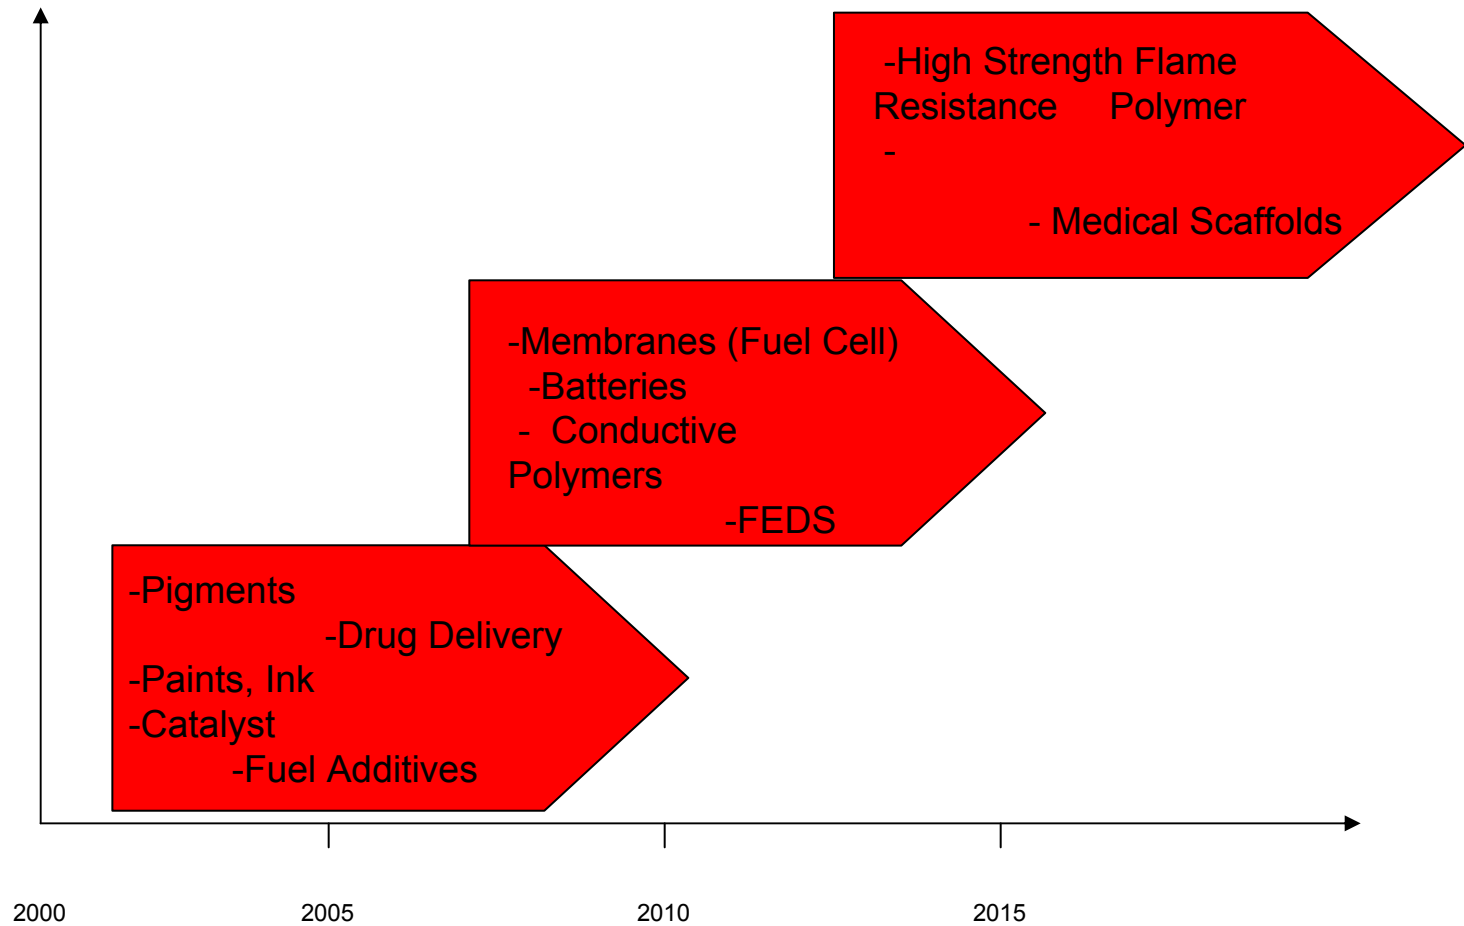 -High Strength Flame
Resistance Polymer
-
- Medical Scaffolds
-Membranes (Fuel Cell)
-Batteries
- Conductive
Polymers
-FEDS
-Pigments
-Drug Delivery
-Paints, Ink
-Catalyst
-Fuel Additives
2000 2005 2010 2015